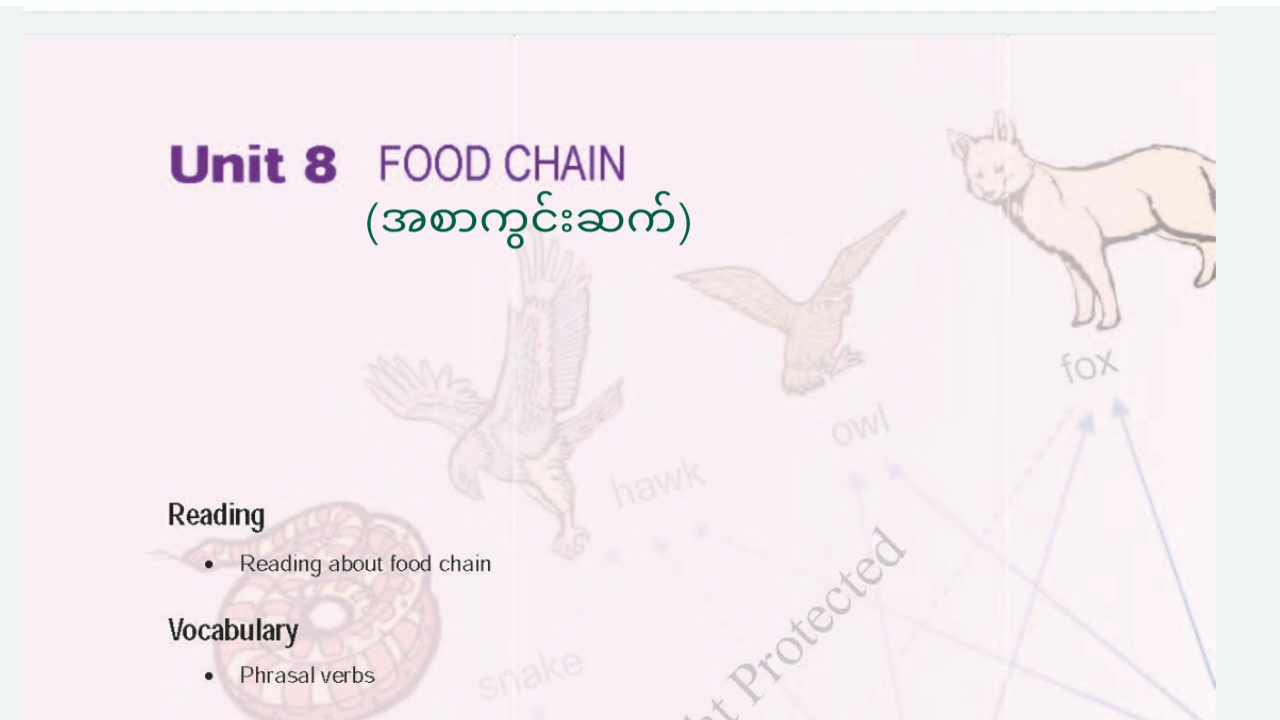 Unit 8 FOOD CHAIN
(အစာကွင်းဆက်)
fox
owl
hawk
Reading
• Reading about food chain
Vocabulary
snake
• Phrasal verbs
Protected